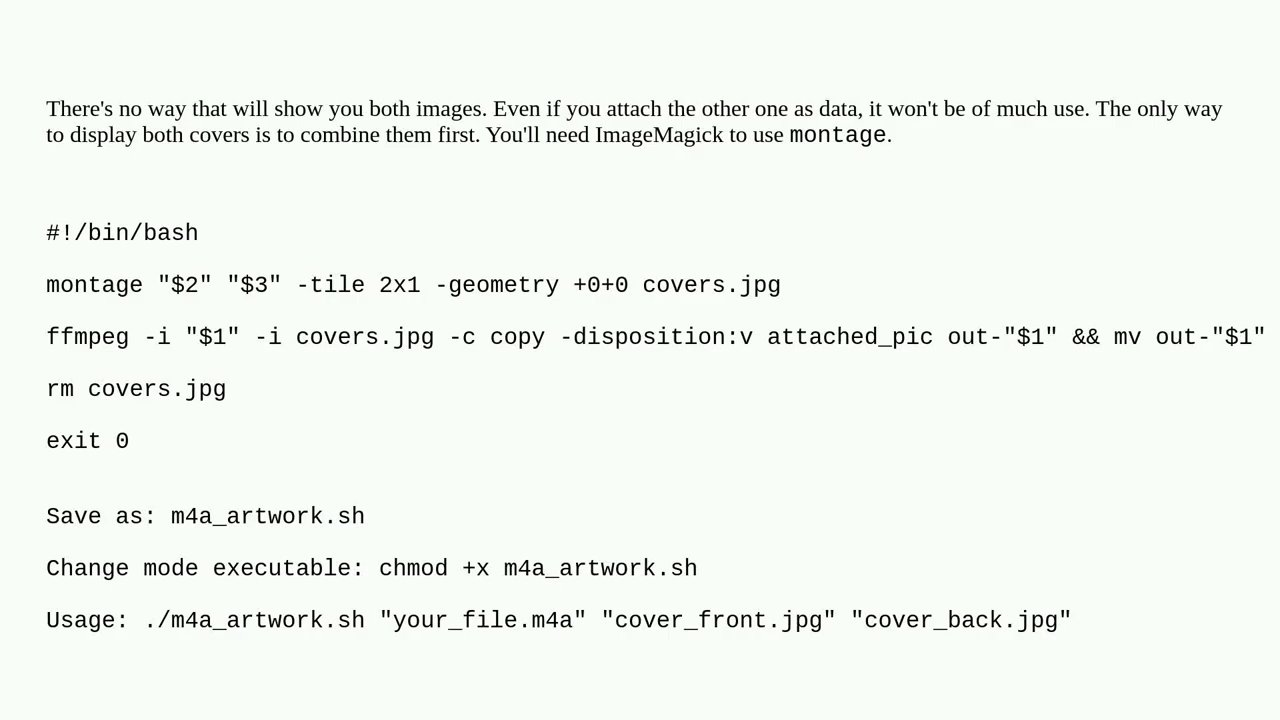 There's no way that will show you both images. Even if you attach the other one as data, it won't be of much use. The only way
to display both covers is to combine them first. You'll need ImageMagick to use montage.
#!/bin/bash
montage "$2" "$3" -tile 2x1 -geometry +0+0 covers.jpg
ffmpeg -i "$1" -i covers.jpg -c copy -disposition:v attached_pic out-"$1" && mv out-"$1"
rm covers.jpg
exit 0
Save as: m4a_artwork.sh
Change mode executable: chmod +x m4a_artwork.sh
Usage: ./m4a_artwork.sh "your_file.m4a" "cover_front.jpg" "cover_back.jpg"